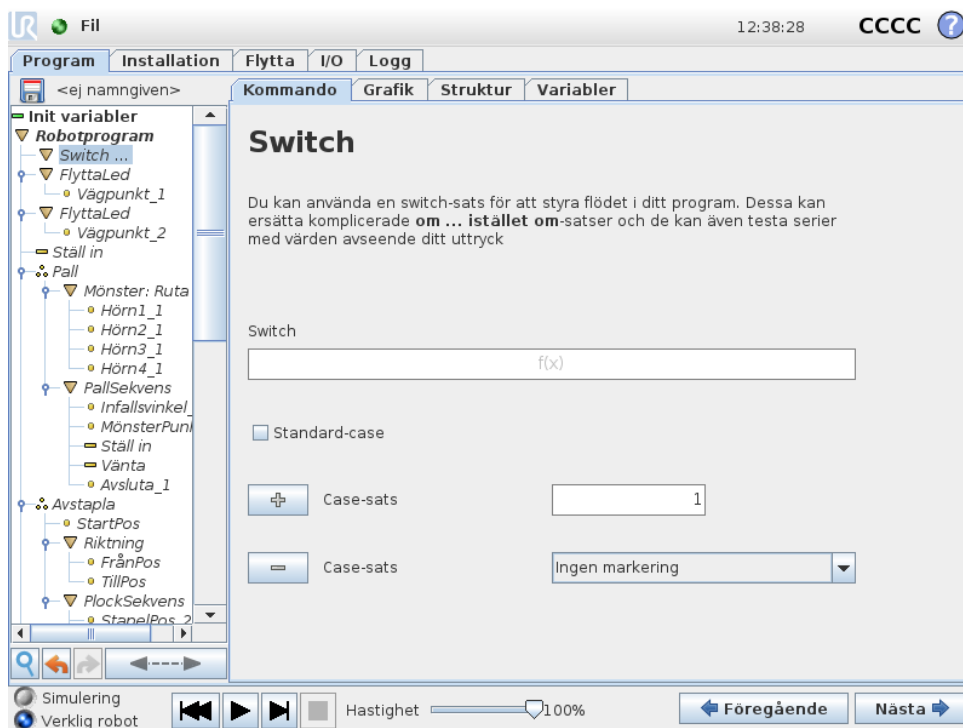 Fil
12:38:28
CCCC
?
Program Installation Flytta I/O Logg
<ej namngiven>
Kommando Grafik Struktur Variabler
Init variabler
Robotprogram
Switch ...
FlyttaLed
Vägpunkt_1
FlyttaLed
Vägpunkt_2
Ställ in
Pall
Mönster: Ruta
Hörn1_1
Hörn2_1
Hörn3_1
Hörn4_1
PallSekvens
Infallsvinkel_
MönsterPun
Ställ in
Vänta
Avsluta_1
Avstapla
StartPos
Riktning
FrånPos
TillPos
PlockSekvens
StapelPos_2
Switch
Du kan använda en switch-sats för att styra flödet i ditt program. Dessa kan
ersätta komplicerade om ... istället om-satser och de kan även testa serier
med värden avseende ditt uttryck
Switch
f(x)
Standard-case
Case-sats
1
Case-sats
Ingen markering
Simulering
Verklig robot
Hastighet
100%
Föregående
Nästa